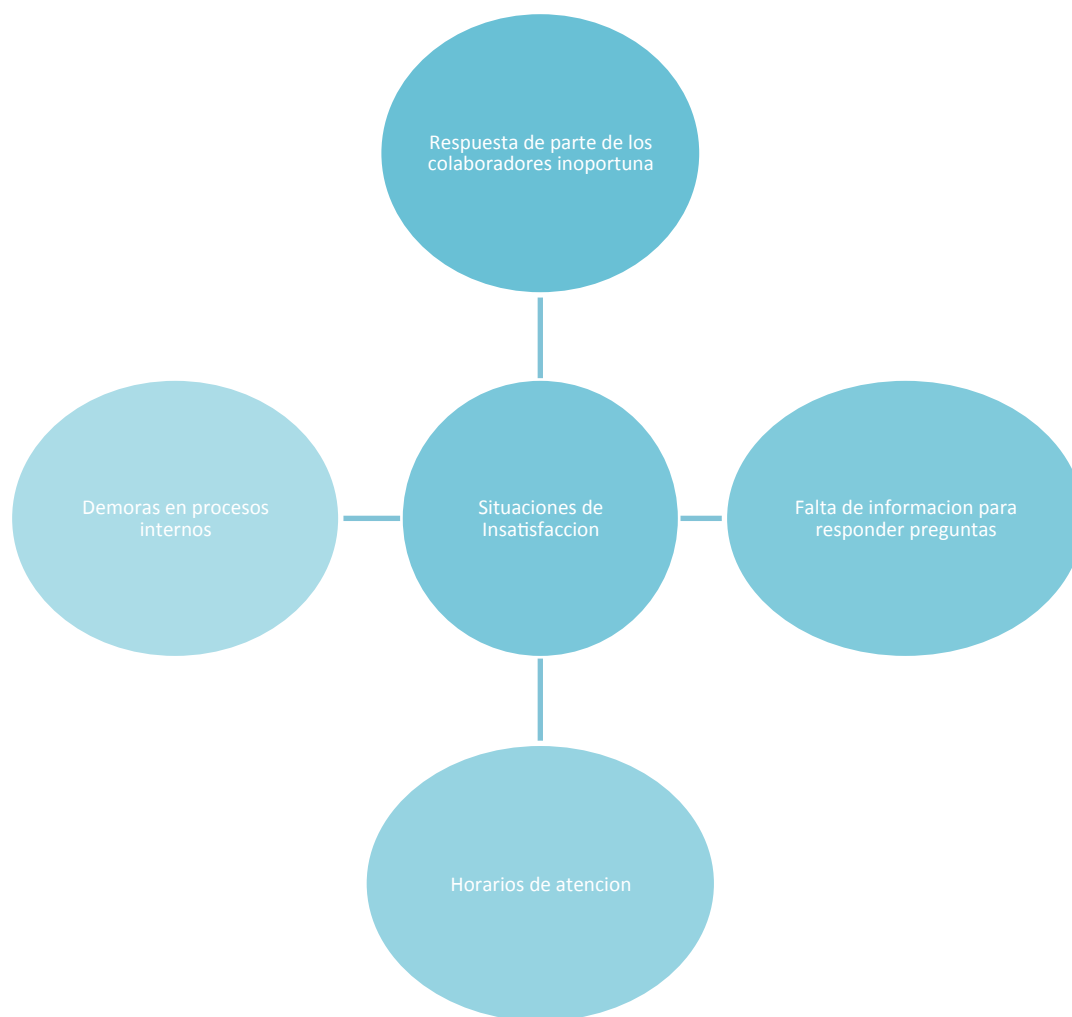 Respuesta de parte de los
colaboradores inoportuna
Demoras en procesos
internos
Situaciones de
Insatisfaccion
Falta de informacion para
responder preguntas
Horarios de atencion